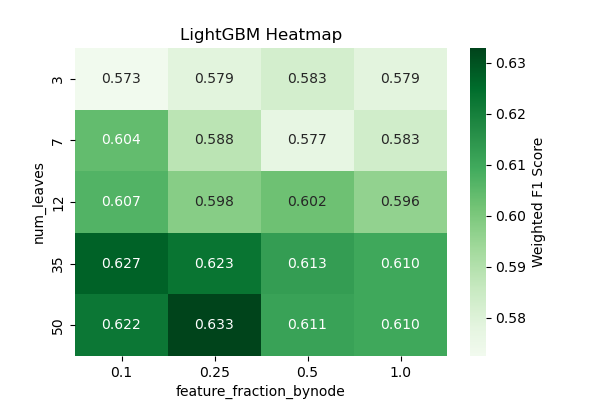 LightGBM Heatmap
num_leaves
3 0.573 0.579 0.583 0.579
7 0.604 0.588 0.577 0.583
12 0.607 0.598 0.602 0.596
35 0.627 0.623 0.613 0.610
50 0.622 0.633 0.611 0.610
0.1 0.25 0.5 1.0
feature_fraction_bynode
0.63
0.62
0.61
0.60
0.59
0.58
Weighted F1 Score